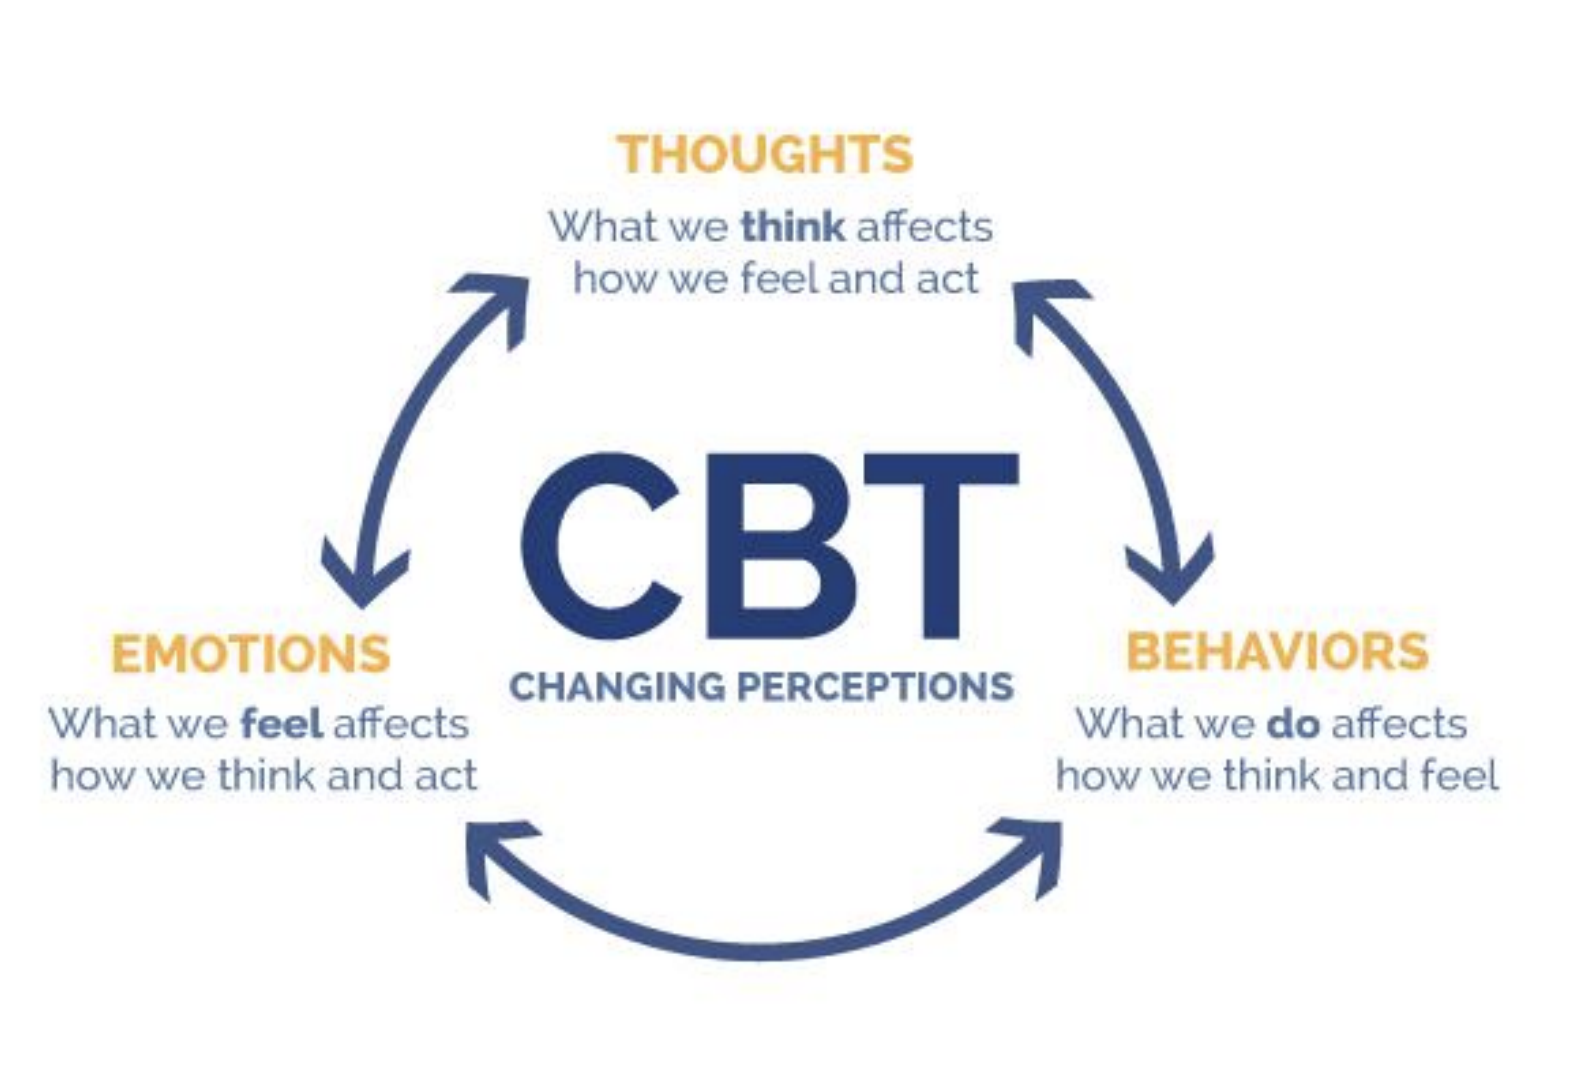 THOUGHTS
What we think affects
how we feel and act
CBT
CHANGING PERCEPTIONS
EMOTIONS
What we feel affects
how we think and act
BEHAVIORS
What we do affects
how we think and feel